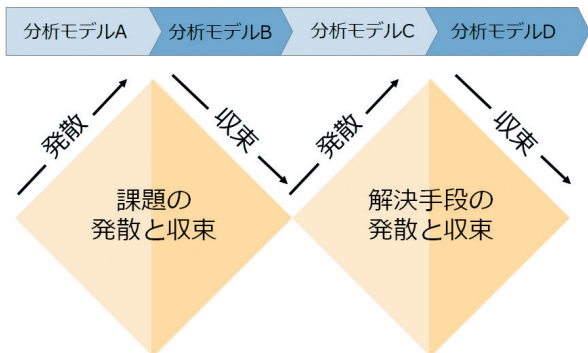 分析モデルA
分析モデルB
分析モデルC
分析モデルD
発散
収束
発散
収束
課題の
発散と収束
解決手段の
発散と収束